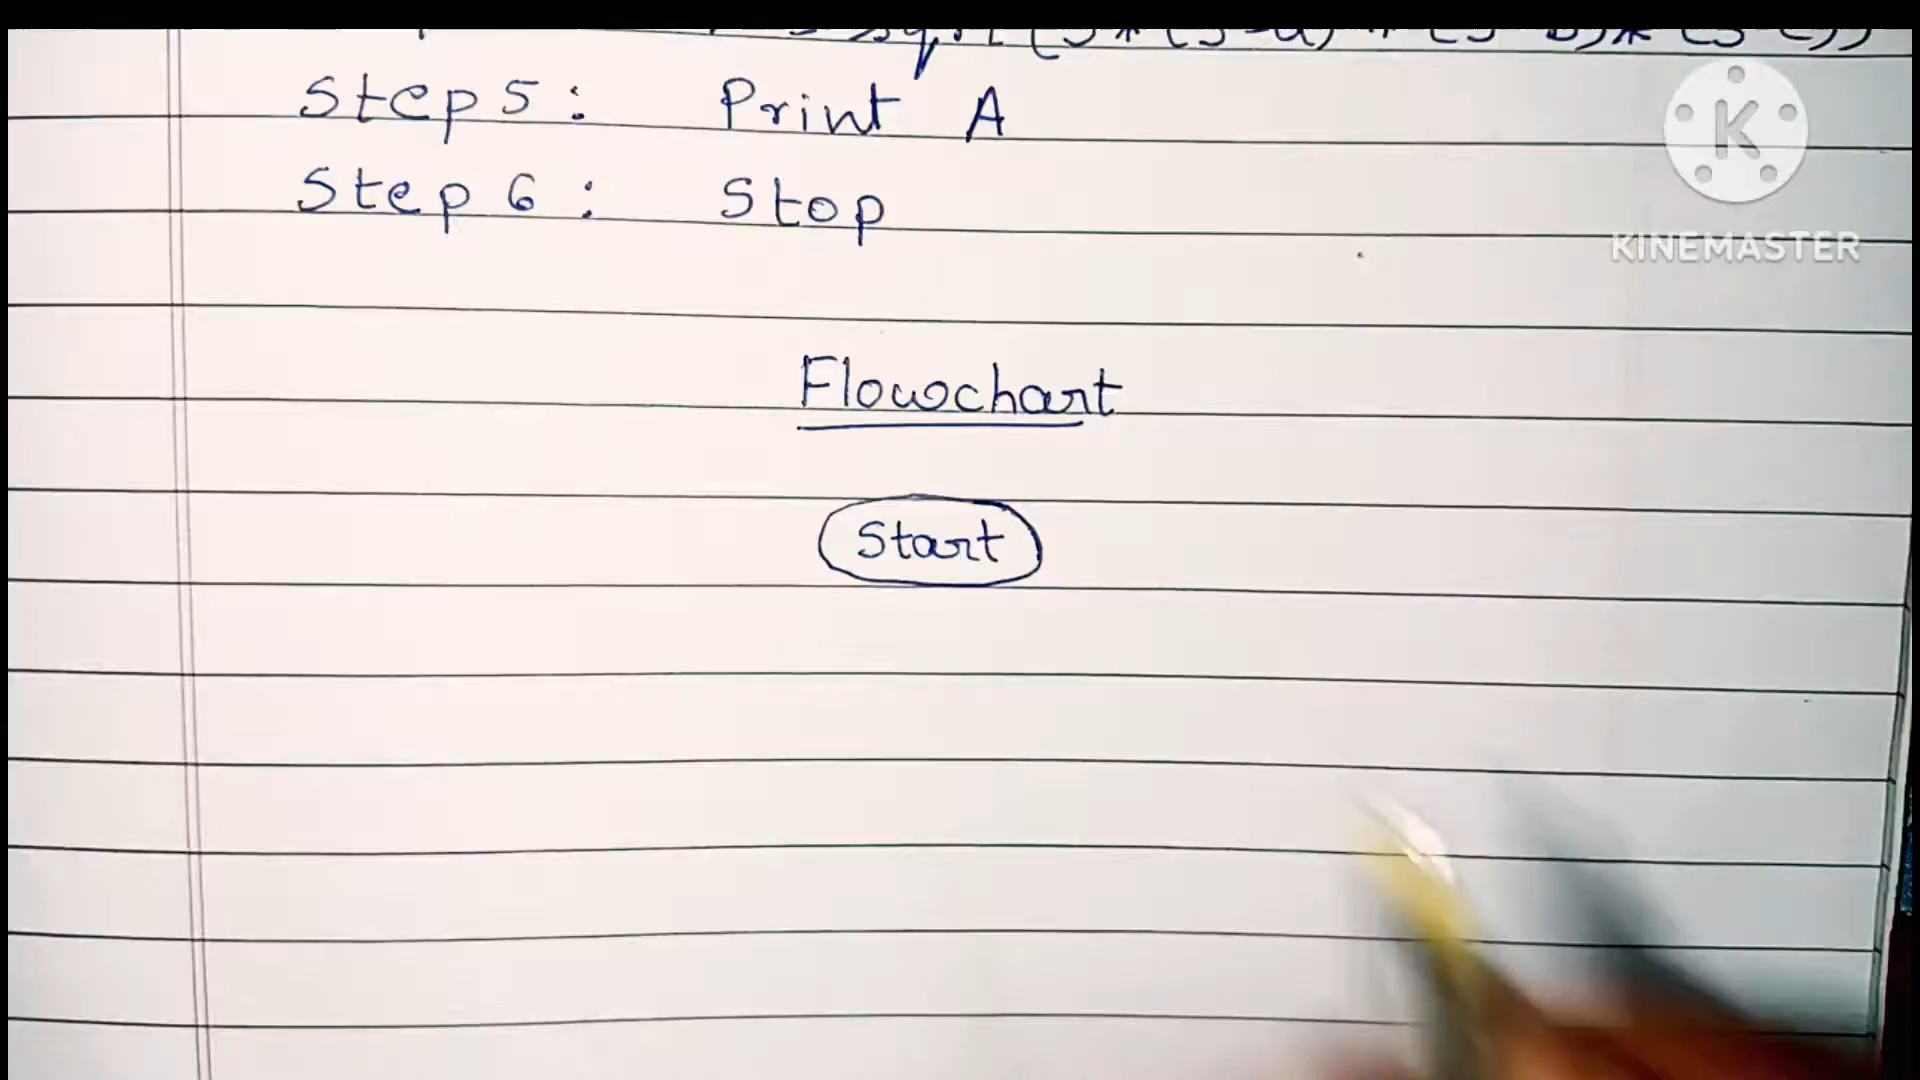 Step 5 : Print A
Step 6 : Stop
Flowchart
Start
K
KINEMASTER